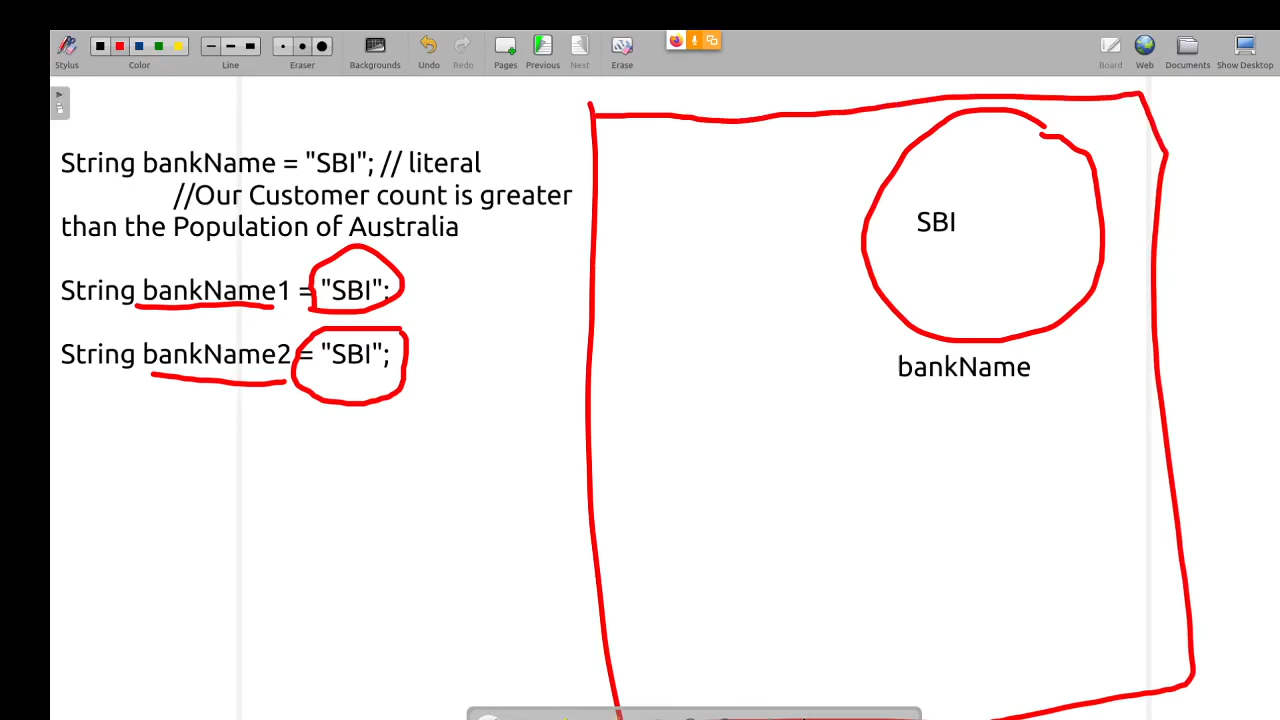 Stylus Color Line Eraser Backgrounds Undo Redo Pages Previous Next Erase Board Web Documents Show Desktop
String bankName = "SBI"; // literal
//Our Customer count is greater
than the Population of Australia
String bankName1 = "SBI";
String bankName2 = "SBI";
SBI
bankName